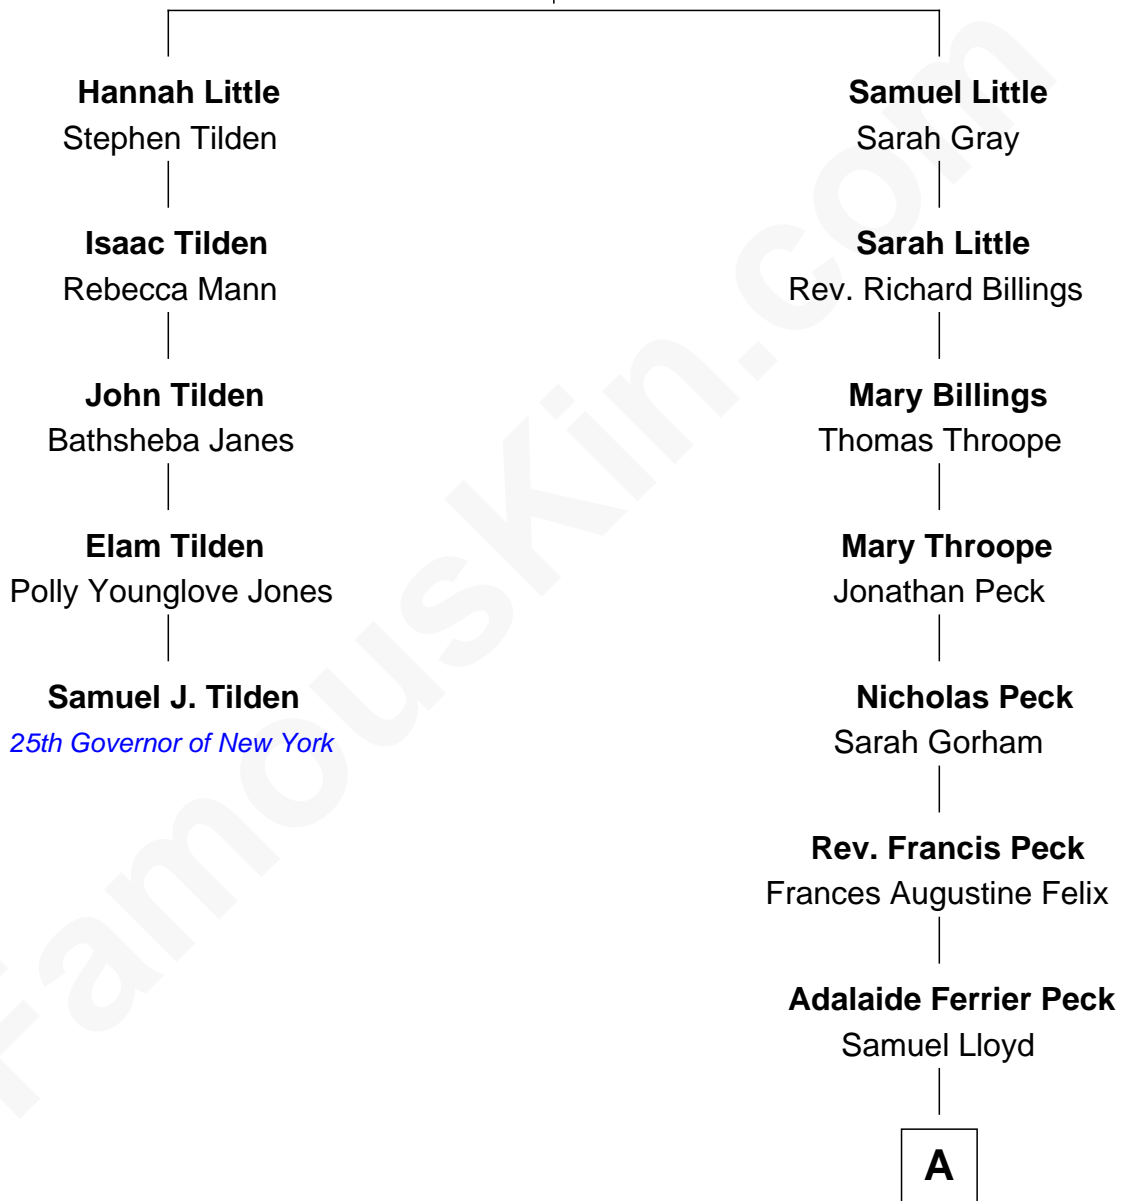 Hannah Little
Stephen Tilden
Isaac Tilden
Rebecca Mann
John Tilden
Bathsheba Janes
Elam Tilden
Polly Younglove Jones
Samuel J. Tilden
25th Governor of New York
Samuel Little
Sarah Gray
Sarah Little
Rev. Richard Billings
Mary Billings
Thomas Throope
Mary Throope
Jonathan Peck
Nicholas Peck
Sarah Gorham
Rev. Francis Peck
Frances Augustine Felix
Adalaide Ferrier Peck
Samuel Lloyd
A
FamousKin.com